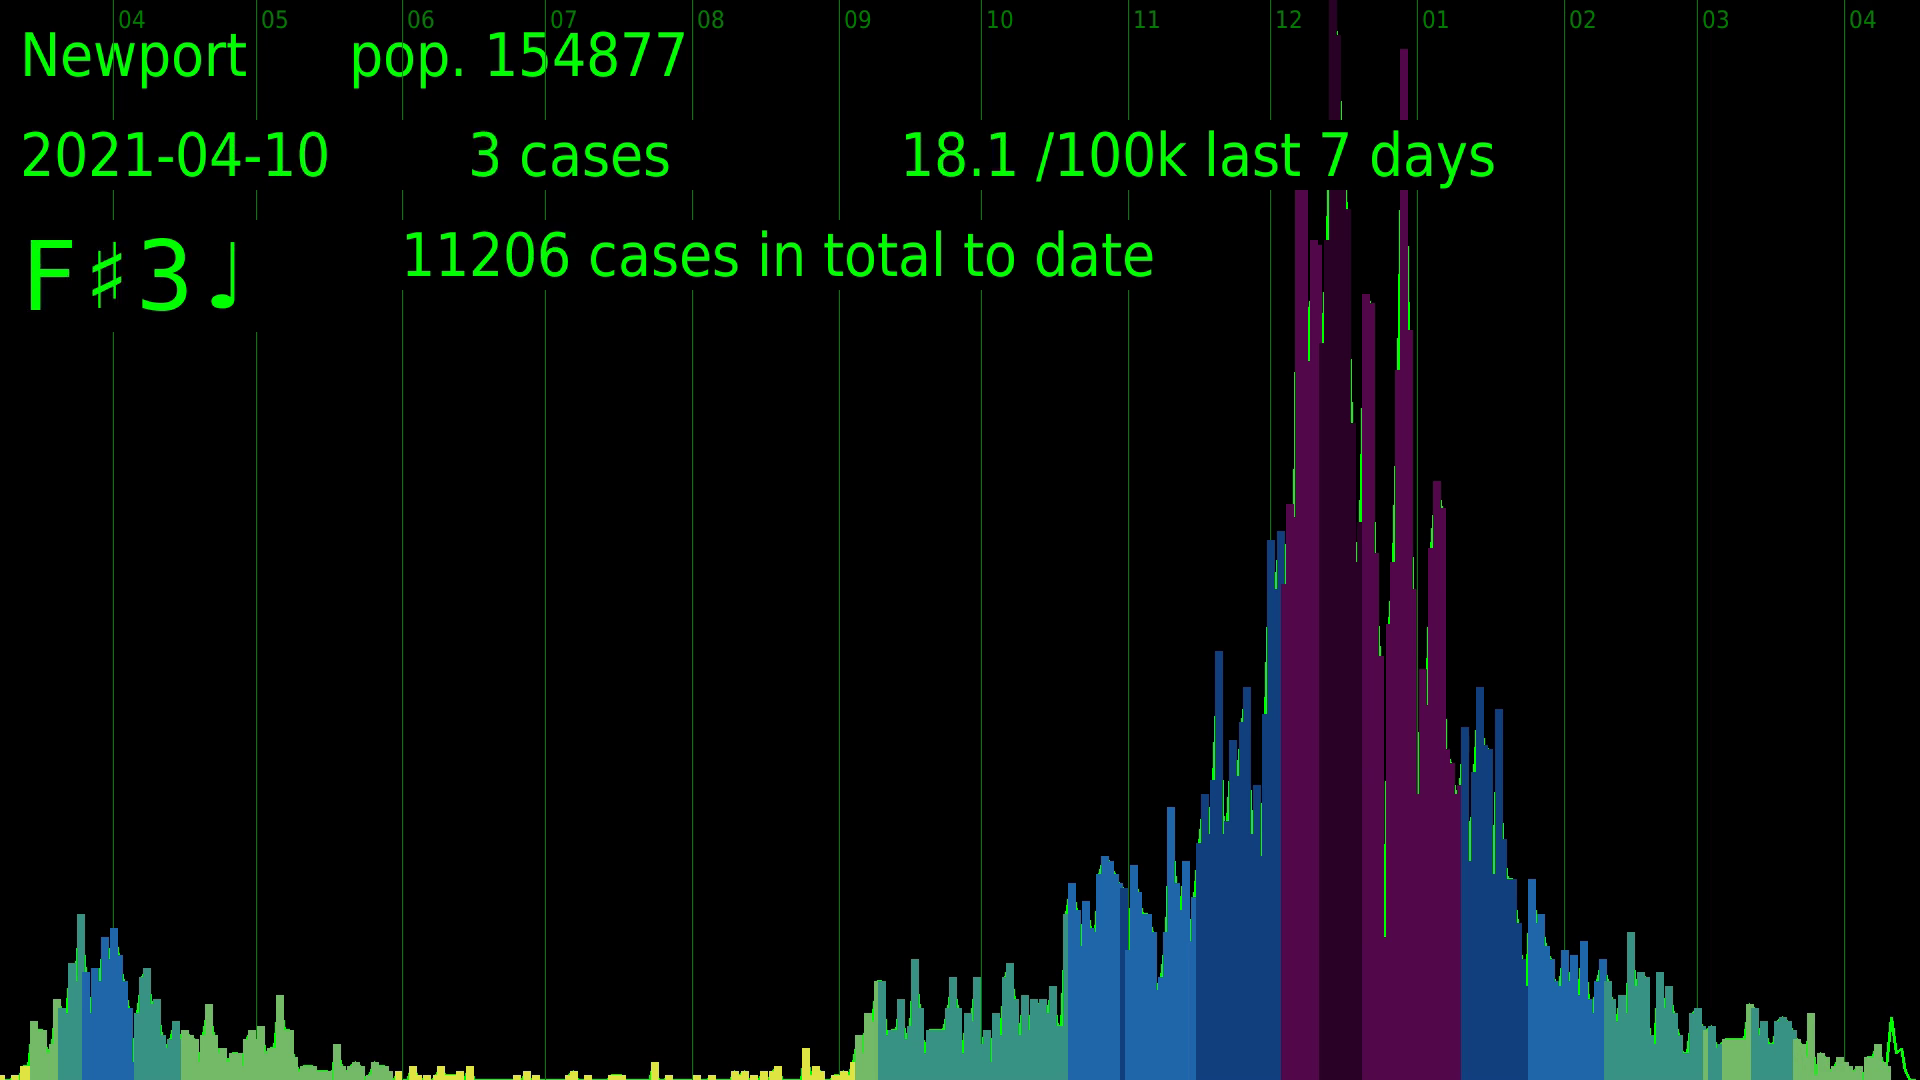 04 05 06 07 08 09 10 11 12 01 02 03 04
Newport pop. 154877
2021-04-10 3 cases 18.1 /100k last 7 days
F♯3♩ 11206 cases in total to date